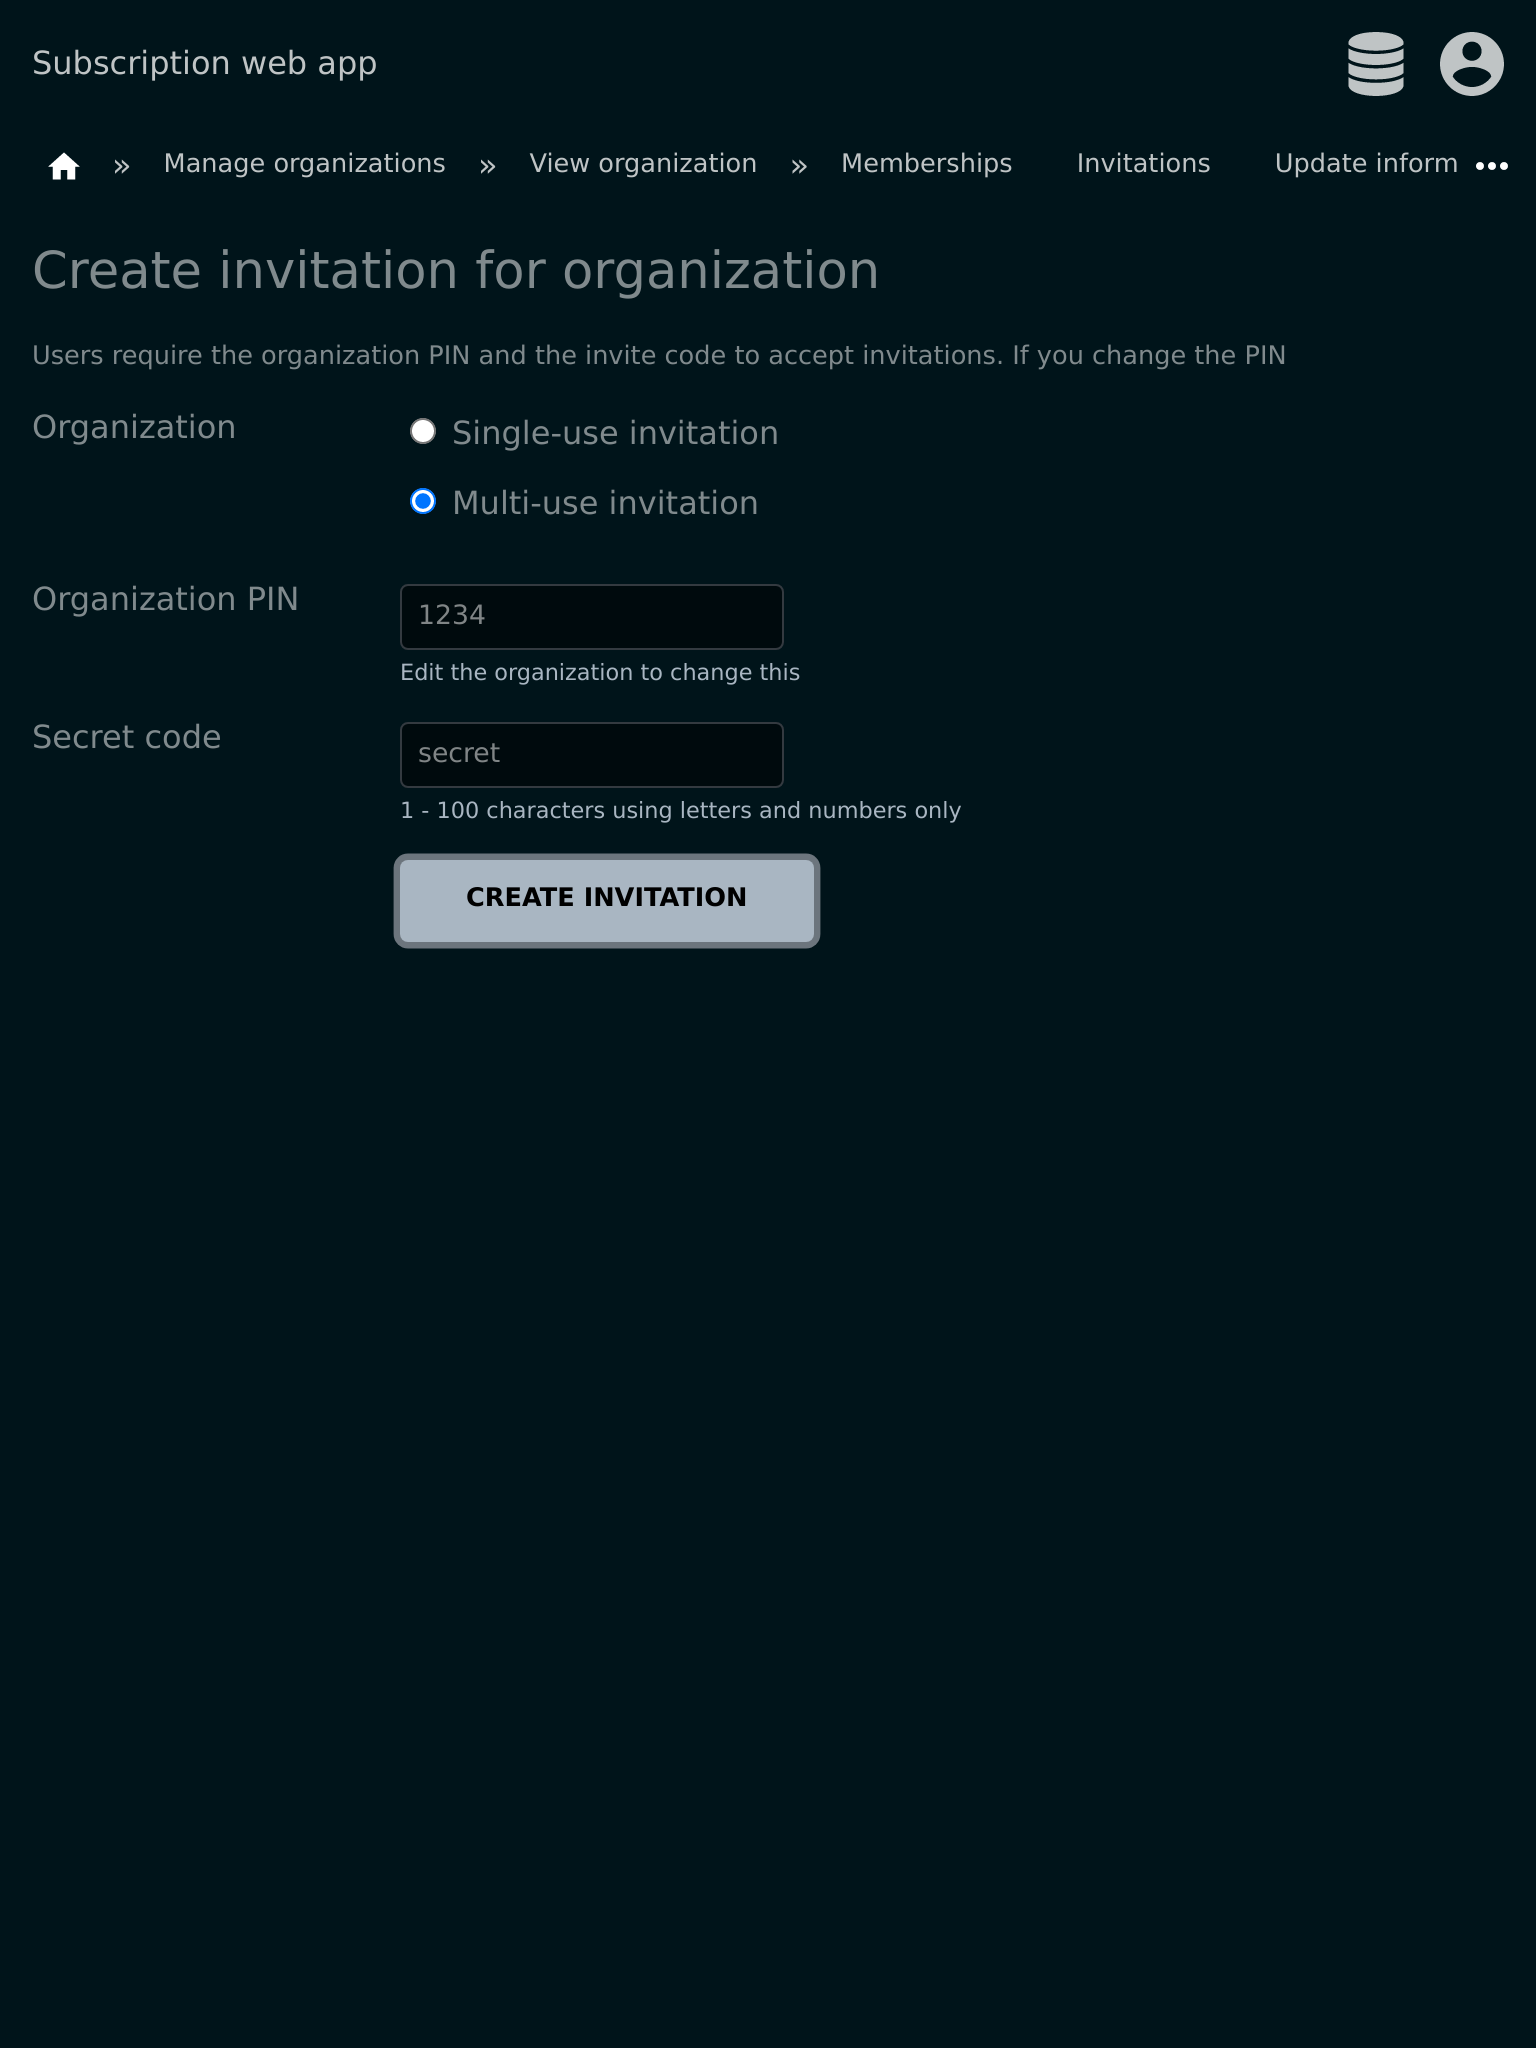 Subscription web app
» Manage organizations » View organization » Memberships Invitations Update inform
Create invitation for organization
Users require the organization PIN and the invite code to accept invitations. If you change the PIN
Organization
Single-use invitation
Multi-use invitation
Organization PIN
1234
Edit the organization to change this
Secret code
secret
1 - 100 characters using letters and numbers only
CREATE INVITATION